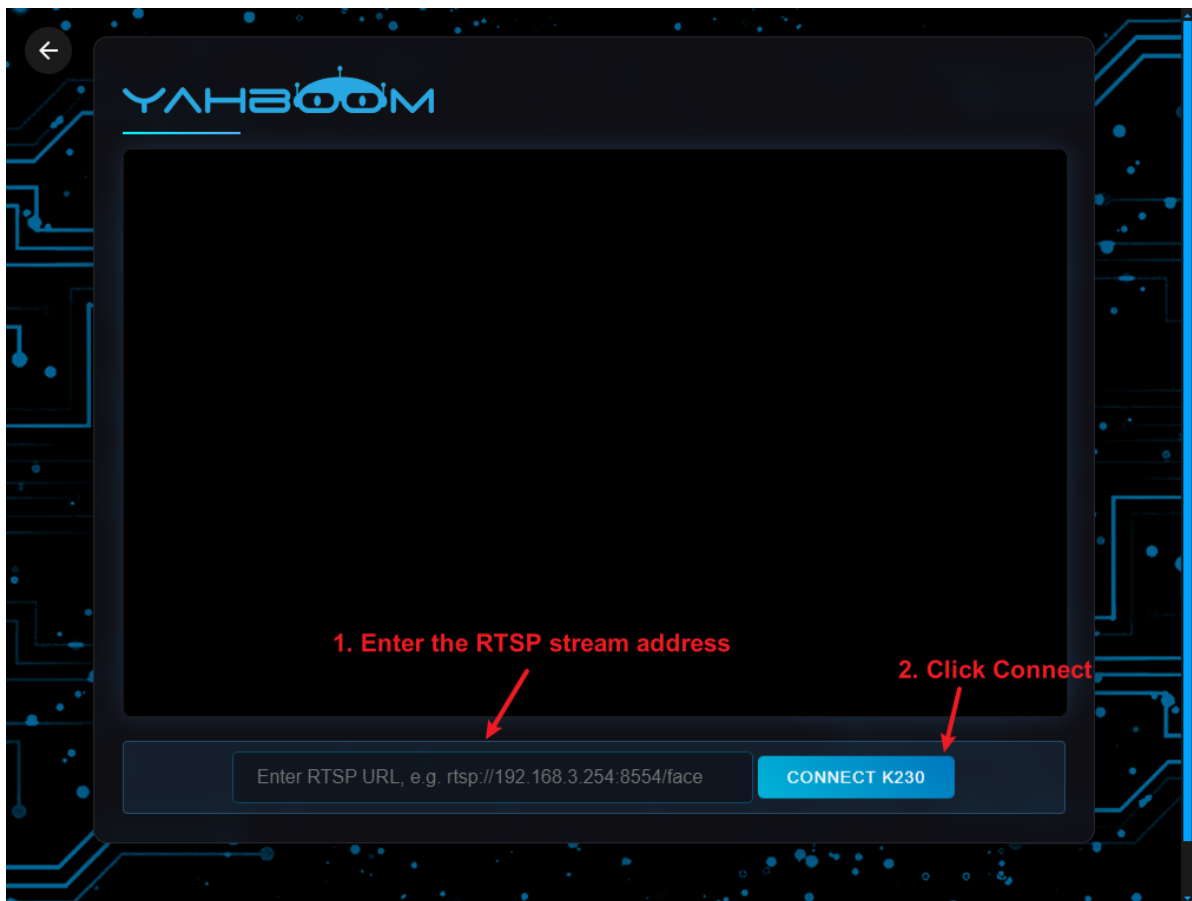 YAHBOOM
1. Enter the RTSP stream address
2. Click Connect
Enter RTSP URL, e.g. rtsp://192.168.3.254:8554/face
CONNECT K230